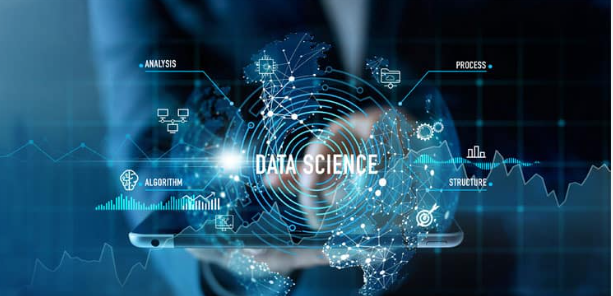 ANALYSIS
PROCESS
DATA SCIENCE
ALGORITHM
STRUCTURE